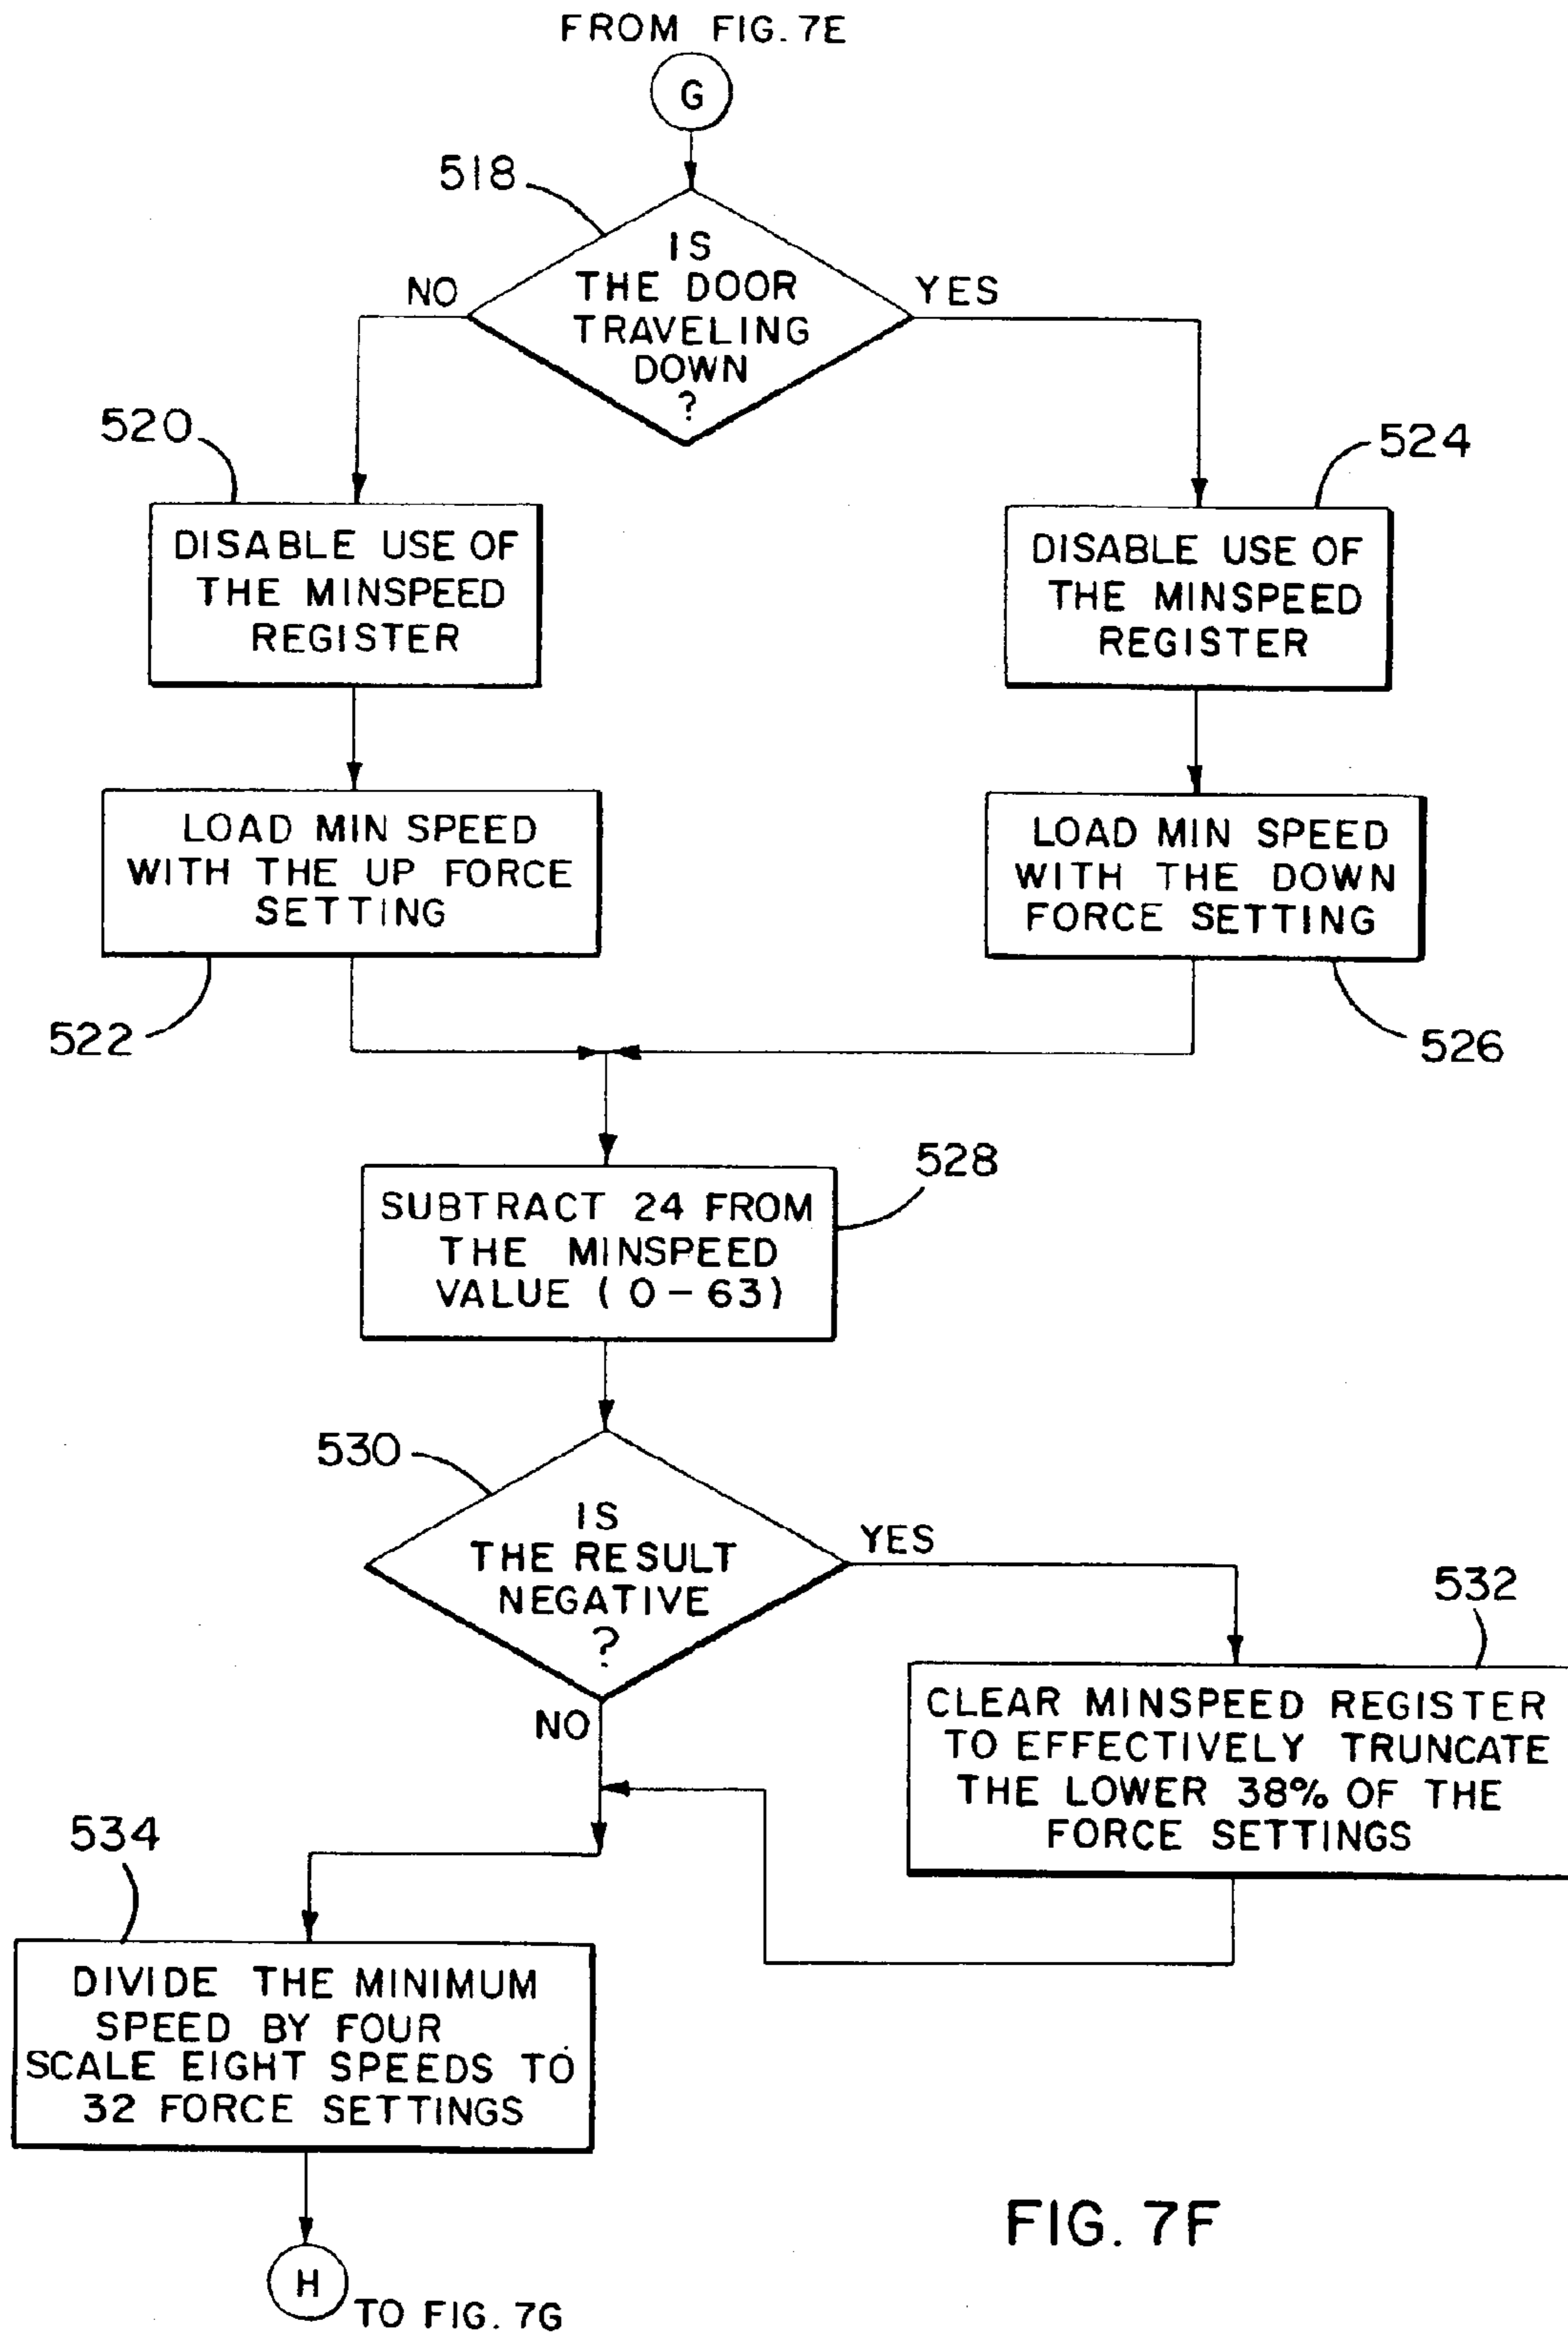 FROM FIG. 7E
G
518
IS
THE DOOR
TRAVELING
DOWN
?
NO
YES
520
524
DISABLE USE OF
THE MINSPEED
REGISTER
DISABLE USE OF
THE MINSPEED
REGISTER
LOAD MIN SPEED
WITH THE UP FORCE
SETTING
LOAD MIN SPEED
WITH THE DOWN
FORCE SETTING
522
526
528
SUBTRACT 24 FROM
THE MINSPEED
VALUE (0-63)
530
IS
THE RESULT
NEGATIVE
?
YES
NO
532
CLEAR MINSPEED REGISTER
TO EFFECTIVELY TRUNCATE
THE LOWER 38% OF THE
FORCE SETTINGS
534
DIVIDE THE MINIMUM
SPEED BY FOUR
SCALE EIGHT SPEEDS TO
32 FORCE SETTINGS
H
TO FIG. 7G
FIG. 7F